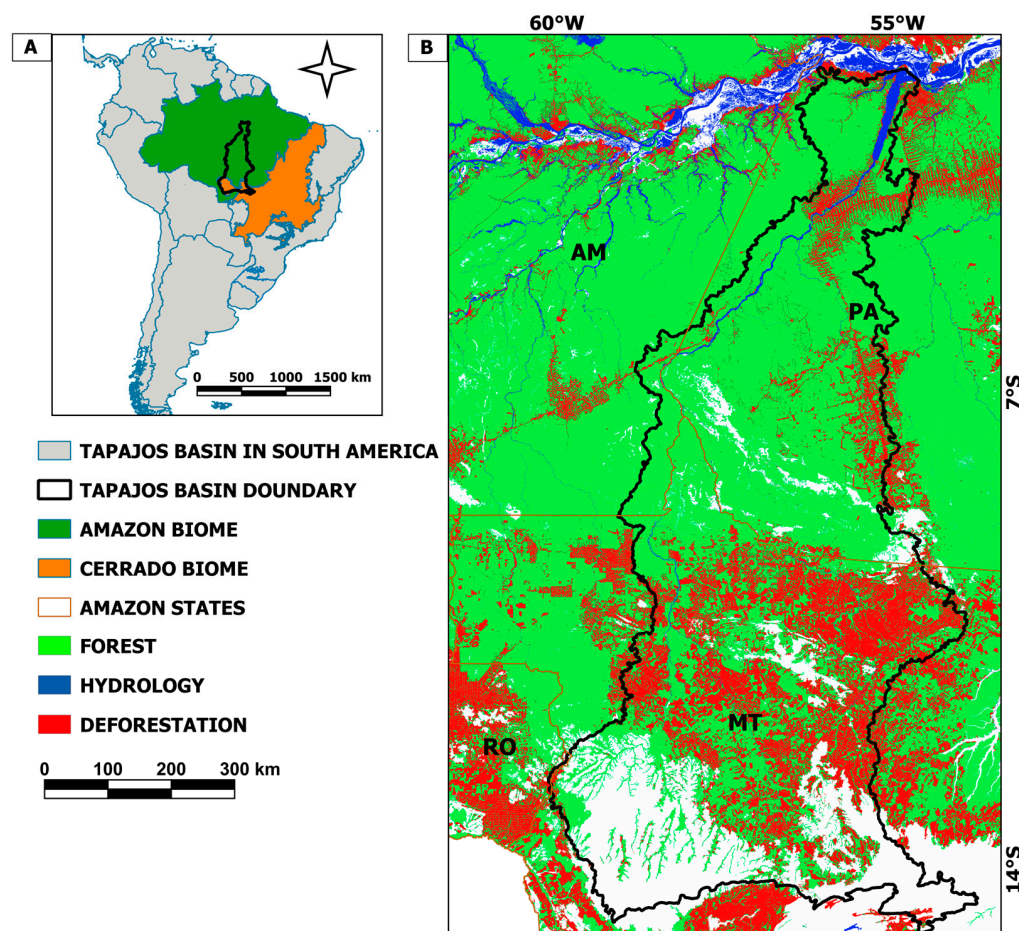 60°W 55°W
A
B
0 500 1000 1500 km
AM
PA
7°S
TAPAJOS BASIN IN SOUTH AMERICA
TAPAJOS BASIN DOUNDARY
AMAZON BIOME
CERRADO BIOME
AMAZON STATES
FOREST
HYDROLOGY
DEFORESTATION
0 100 200 300 km
RO
MT
14°S